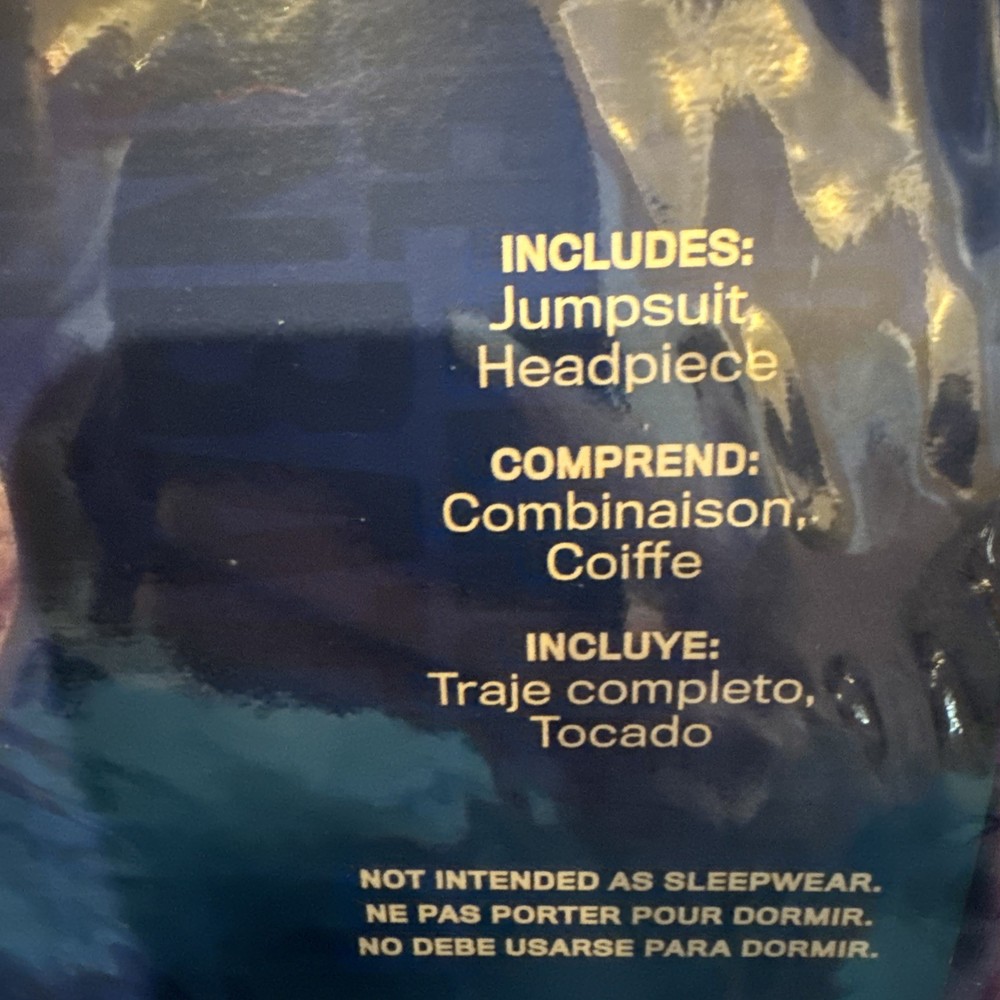 INCLUDES:
Jumpsuit,
Headpiece
COMPREND:
Combinaison,
Coiffe
INCLUYE:
Traje completo,
Tocado
NOT INTENDED AS SLEEPWEAR.
NE PAS PORTER POUR DORMIR.
NO DEBE USARSE PARA DORMIR.